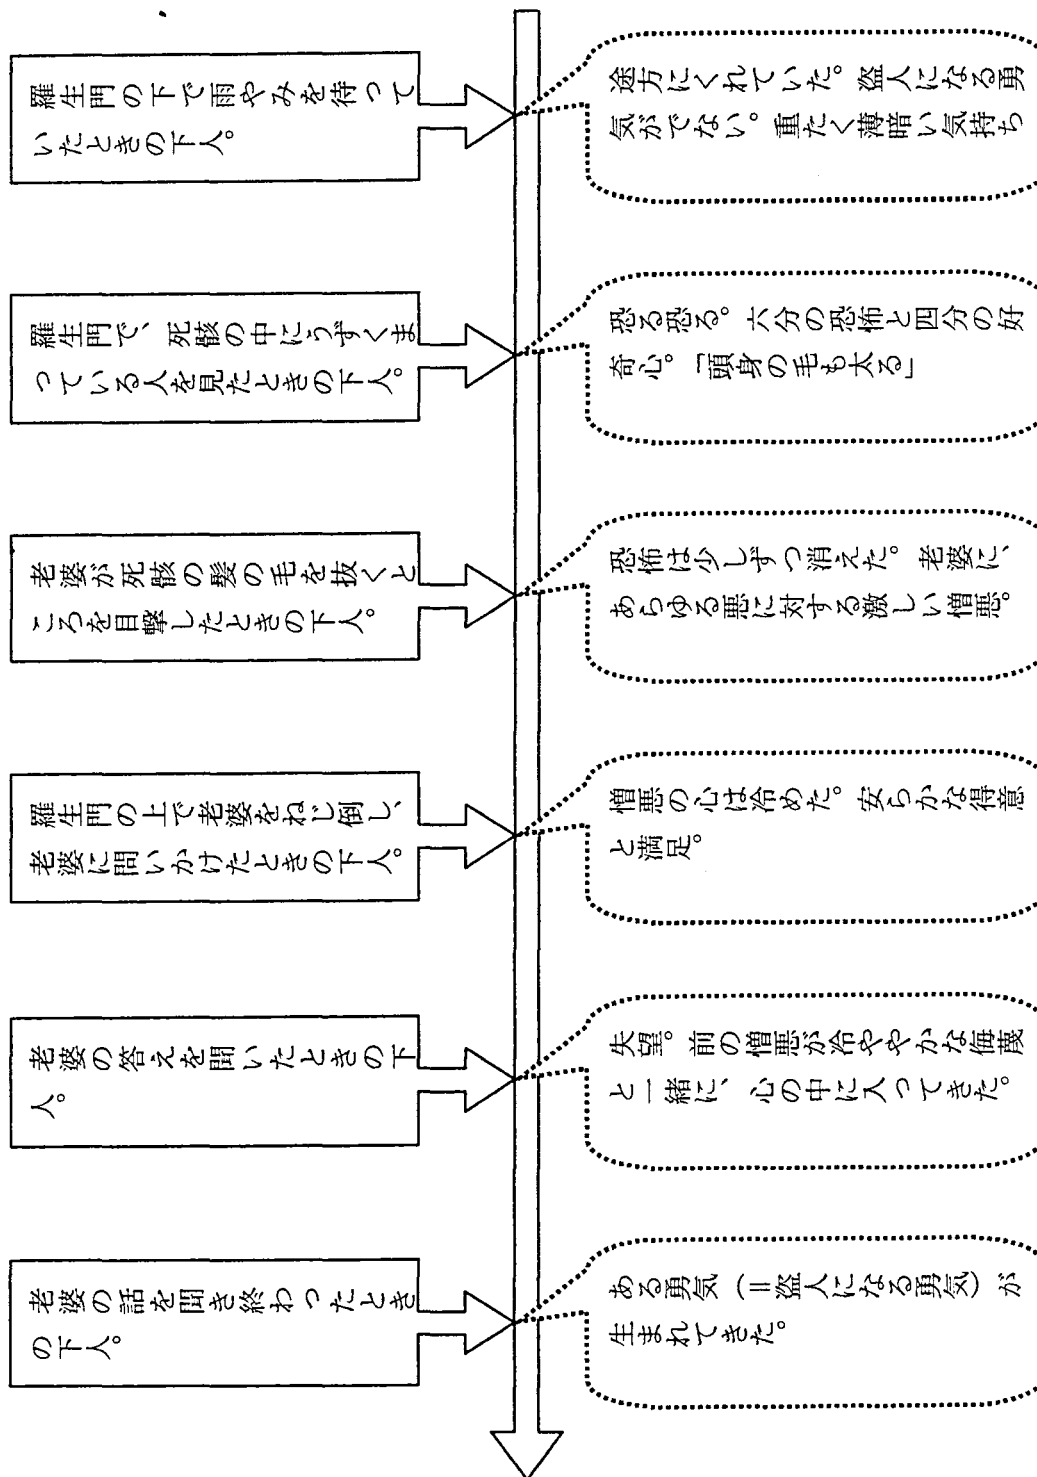 羅生門の下で雨やみを待って
いたときの下人。
途方にくれていた。盗人になる勇
気がでない。重たく薄暗い気持ち
羅生門で、死骸の中にうずくま
っている人を見たときの下人。
恐る恐る。六分の恐怖と四分の好
奇心。「頭身の毛も太る」
老婆が死骸の髪の毛を抜くと
ころを目撃したときの下人。
恐怖は少しずつ消えた。老婆に、
あらゆる悪に対する激しい憎悪。
羅生門の上で老婆をねじ倒し、
老婆に問いかけたときの下人。
憎悪の心は冷めた。安らかな得意
と満足。
老婆の答えを聞いたときの下
人。
失望。前の憎悪が冷ややかな侮蔑
と一緒に、心の中に入ってきた。
老婆の話を聞き終わったとき
の下人。
ある勇気（＝盗人になる勇気）が
生まれてきた。